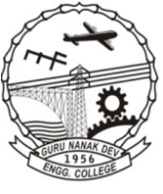 GURU NANAK DEV
1956
ENGG. COLLEGE